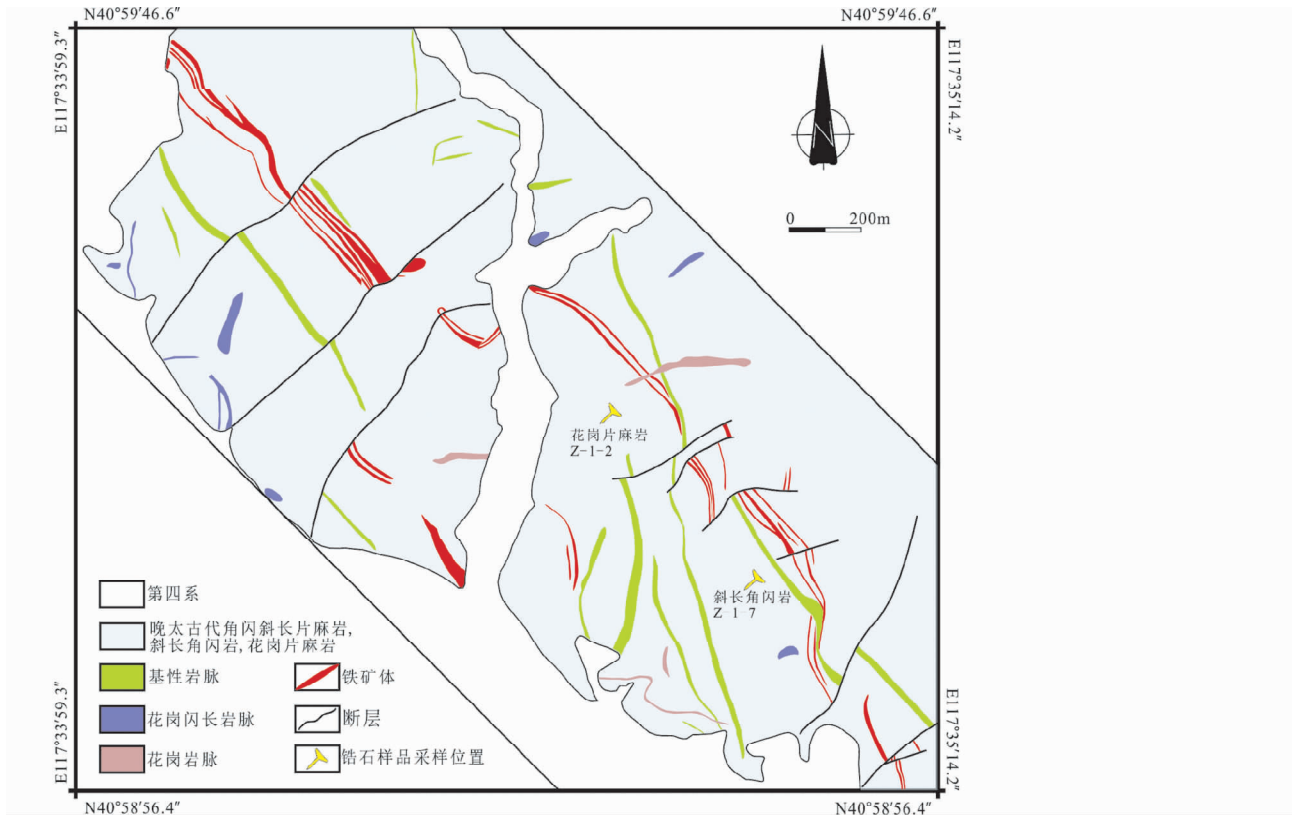 N40°59′46.6″
N40°59′46.6″
E117°33′59.3″
E117°35′14.2″
0 200m
花岗片麻岩
Z-1-2
斜长角闪岩
Z-1-7
第四系
晚太古代角闪斜长片麻岩,
斜长角闪岩,花岗片麻岩
基性岩脉
铁矿体
花岗闪长岩脉
断层
花岗岩脉
锆石样品采样位置
E117°33′59.3″
E117°35′14.2″
N40°58′56.4″
N40°58′56.4″